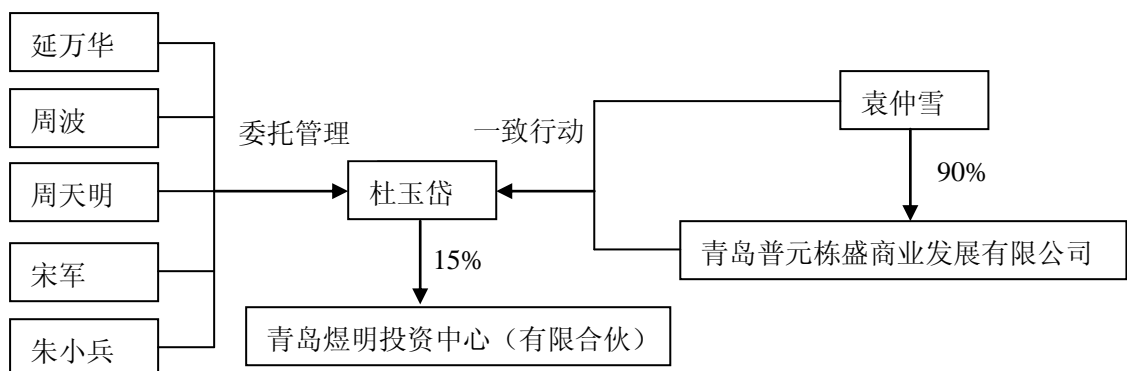 延万华
周波
周天明
宋军
朱小兵
委托管理
一致行动
杜玉岱
15%
青岛煜明投资中心（有限合伙）
袁仲雪
90%
青岛普元栋盛商业发展有限公司